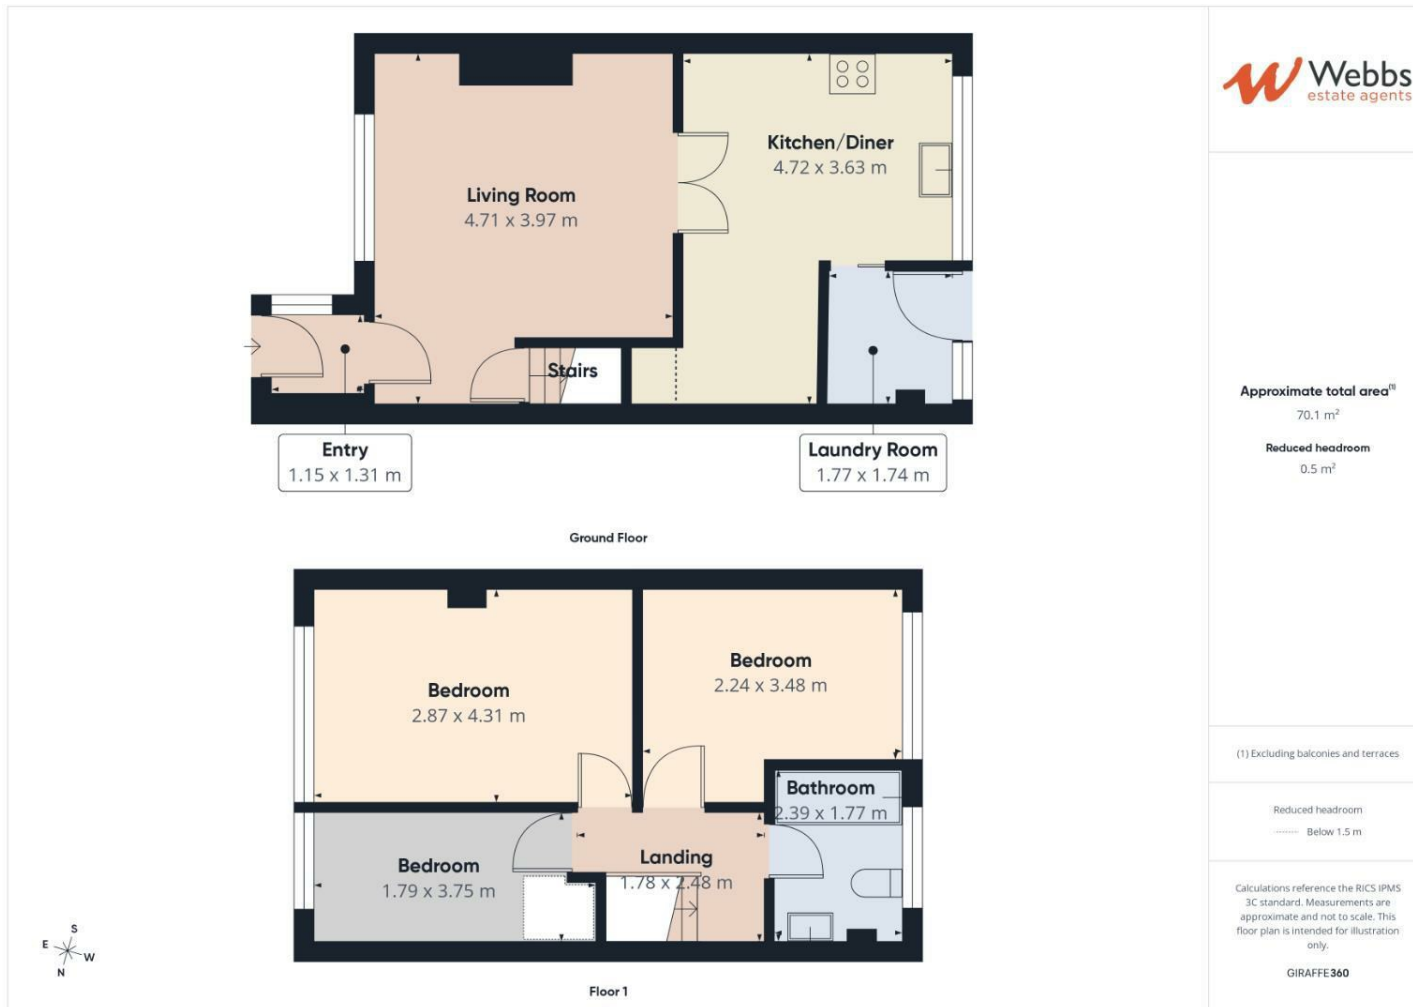 Living Room
4.71 x 3.97 m
Kitchen/Diner
4.72 x 3.63 m
Stairs
Entry
1.15 x 1.31 m
Laundry Room
1.77 x 1.74 m
Ground Floor
Bedroom
2.87 x 4.31 m
Bedroom
2.24 x 3.48 m
Bathroom
2.39 x 1.77 m
Bedroom
1.79 x 3.75 m
Landing
1.78 x 2.48 m
Floor 1
S
E
W
N
Webbs
estate agents
Approximate total area(1)
70.1 m²
Reduced headroom
0.5 m²
(1) Excluding balconies and terraces
Reduced headroom
Below 1.5 m
Calculations reference the RICS IPMS
3C standard. Measurements are
approximate and not to scale. This
floor plan is intended for illustration
only.
GIRAFFE360